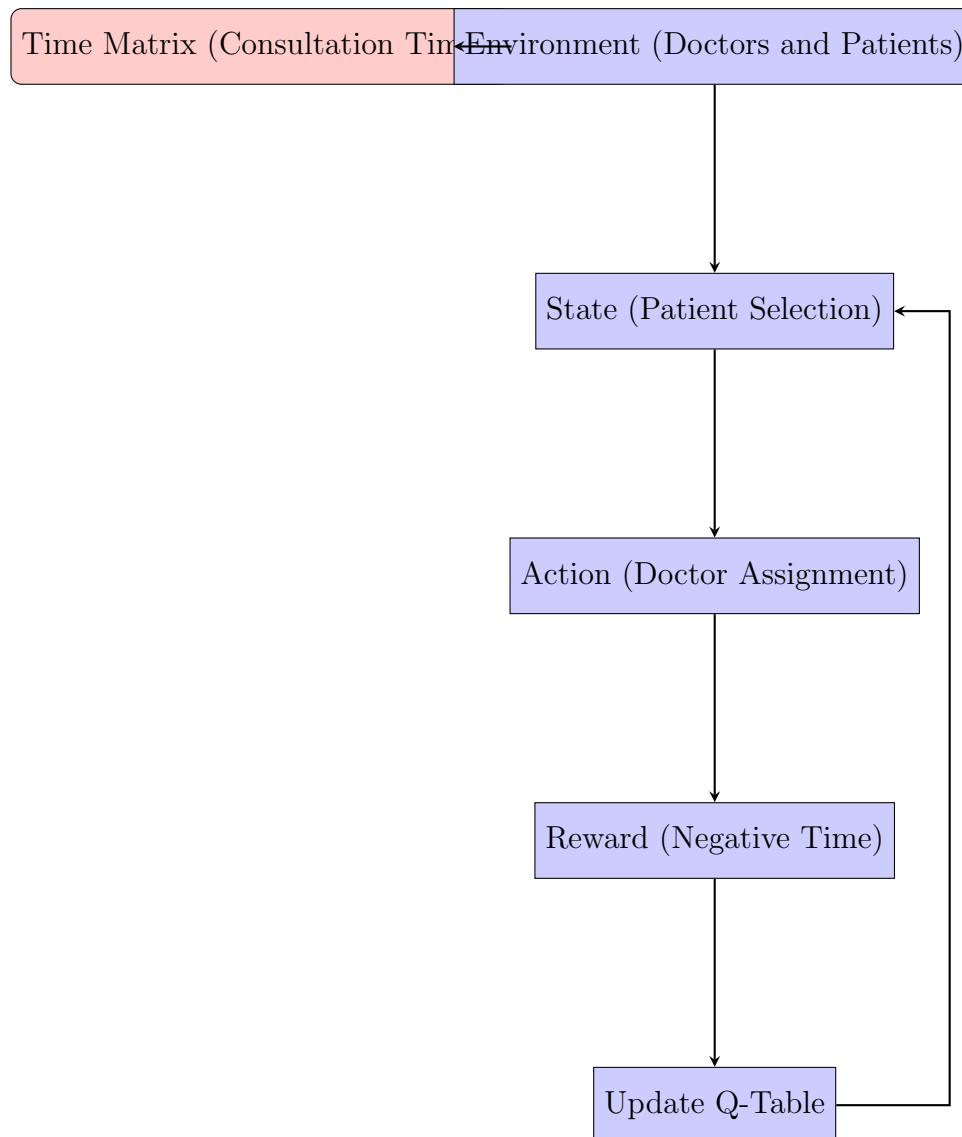 Time Matrix (Consultation Tim
Environment (Doctors and Patients)
State (Patient Selection)
Action (Doctor Assignment)
Reward (Negative Time)
Update Q-Table